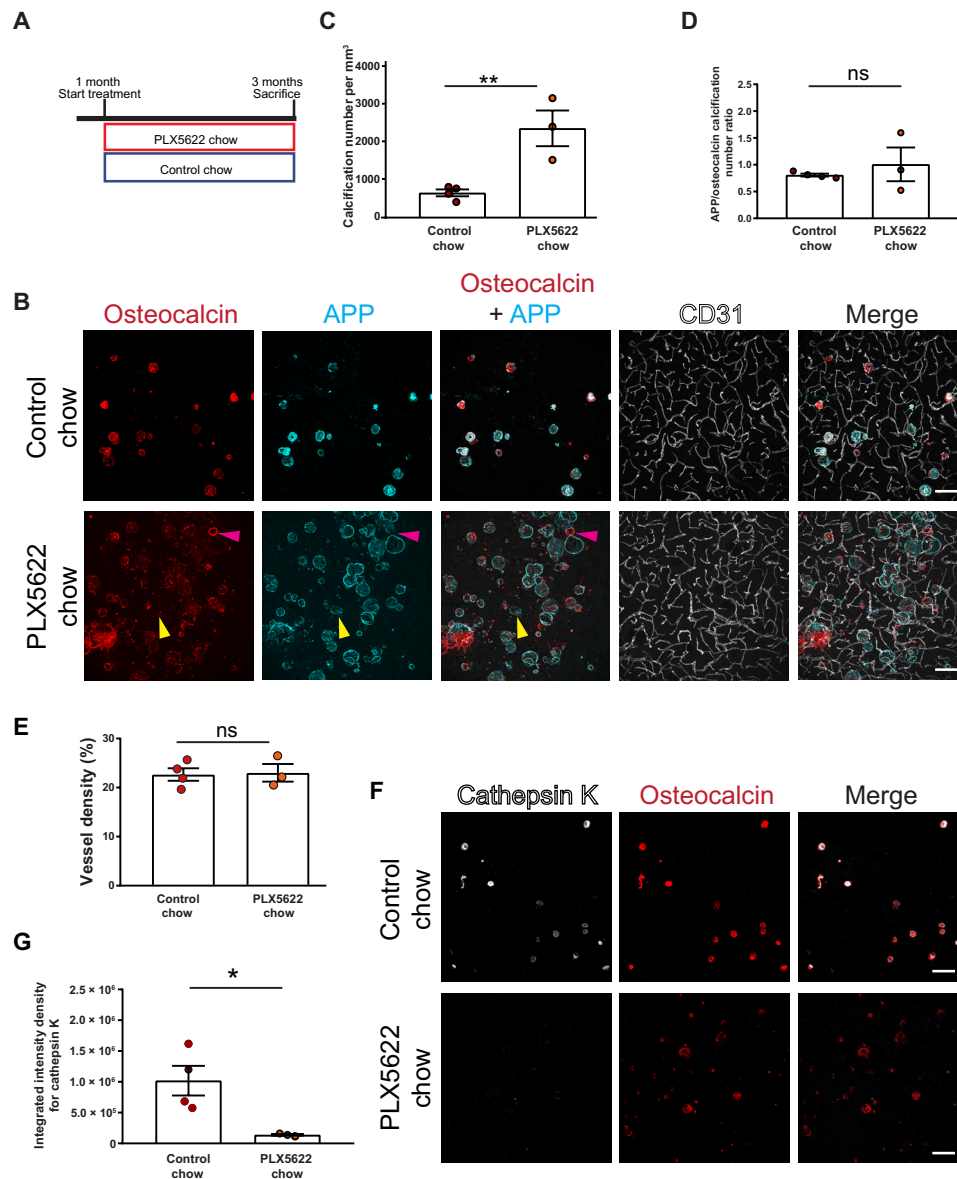 A
1 month
Start treatment
3 months
Sacrifice
PLX5622 chow
Control chow
C
Calcification number per mm³
4000
3000
2000
1000
0
**
Control
chow
PLX5622
chow
D
APP/osteocalcin calcification
number ratio
2.0
1.5
1.0
0.5
0.0
ns
Control
chow
PLX5622
chow
B
Osteocalcin
APP
Osteocalcin
+ APP
CD31
Merge
Control
chow
PLX5622
chow
E
Vessel density (%)
30
20
10
0
ns
Control
chow
PLX5622
chow
F
Cathepsin K
Osteocalcin
Merge
Control
chow
PLX5622
chow
G
Integrated intensity density
for cathepsin K
2.5 × 10⁶
2.0 × 10⁶
1.5 × 10⁶
1.0 × 10⁶
5.0 × 10⁵
0
*
Control
chow
PLX5622
chow